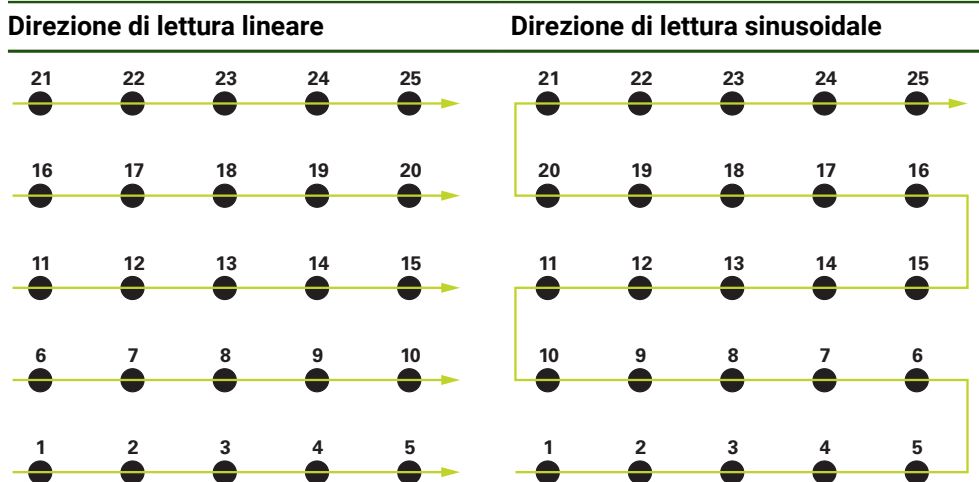 Direzione di lettura lineare
21 22 23 24 25
16 17 18 19 20
11 12 13 14 15
6 7 8 9 10
1 2 3 4 5
Direzione di lettura sinusoidale
21 22 23 24 25
20 19 18 17 16
11 12 13 14 15
10 9 8 7 6
1 2 3 4 5